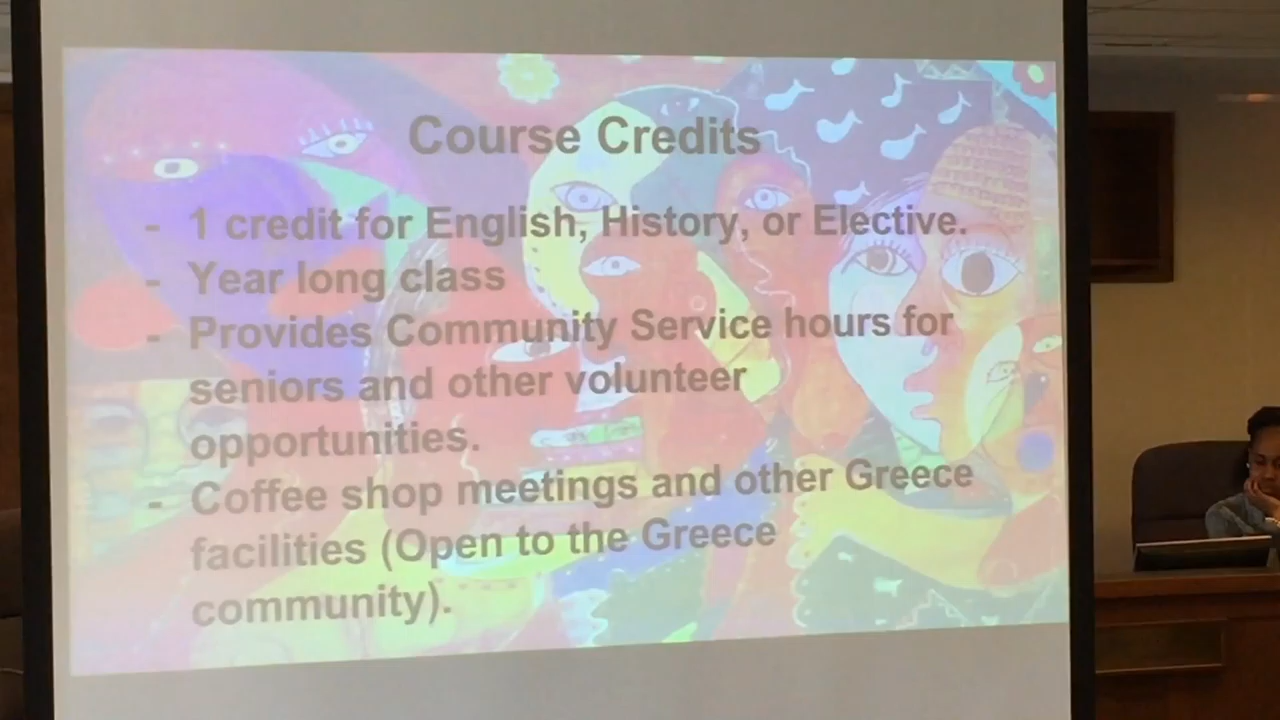 Course Credits
- 1 credit for English, History, or Elective.
- Year long class
- Provides Community Service hours for
seniors and other volunteer
opportunities.
- Coffee shop meetings and other Greece
facilities (Open to the Greece
community).